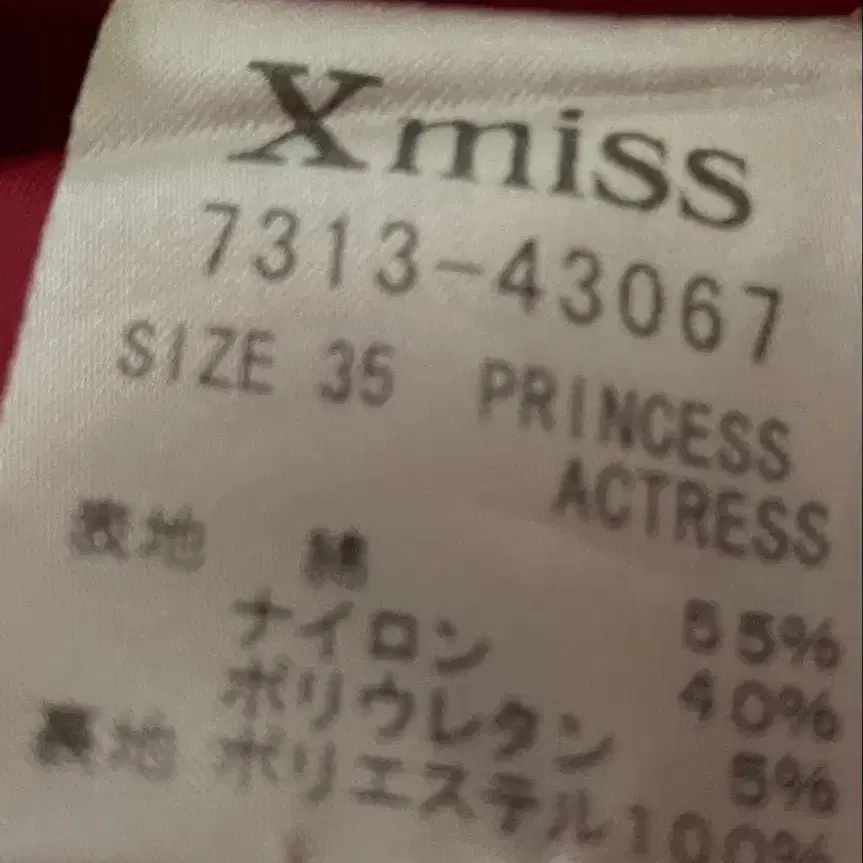 Xmiss
7313-43067
SIZE 35 PRINCESS
ACTRESS
表地 綿 55%
ナイロン 40%
ポリウレタン 5%
裏地 ポリエステル 100%